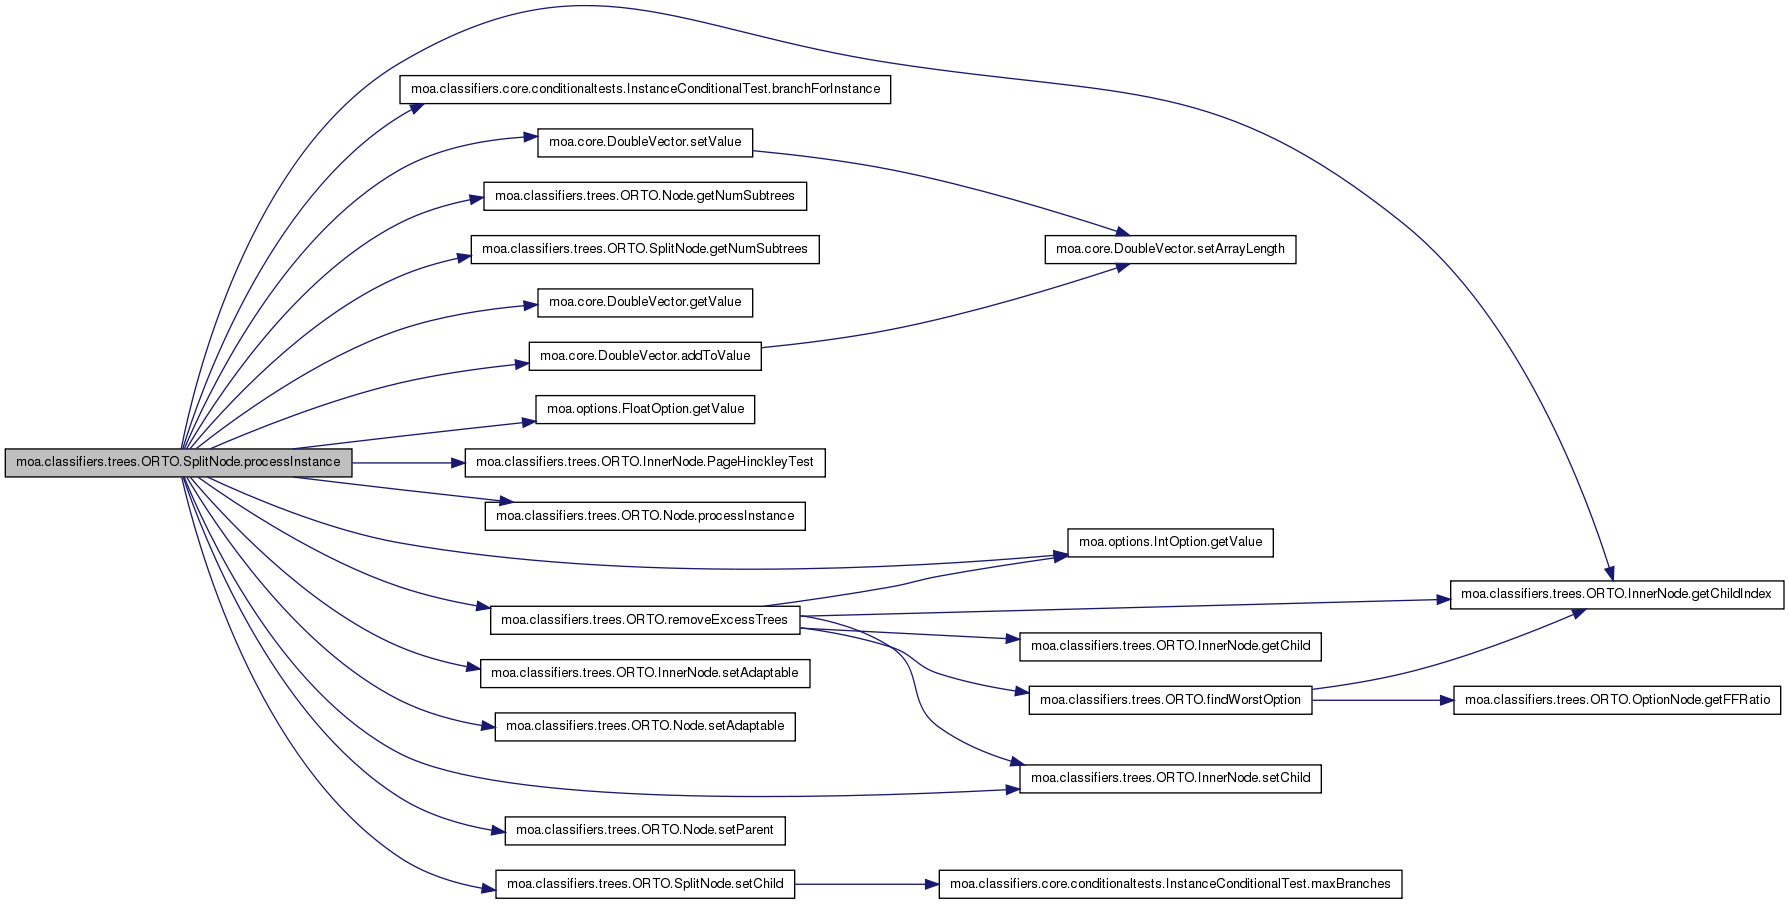 moa.classifiers.core.conditionaltests.InstanceConditionalTest.branchForInstance
moa.core.DoubleVector.setValue
moa.classifiers.trees.ORTO.Node.getNumSubtrees
moa.classifiers.trees.ORTO.SplitNode.getNumSubtrees
moa.core.DoubleVector.setArrayLength
moa.core.DoubleVector.getValue
moa.core.DoubleVector.addToValue
moa.options.FloatOption.getValue
moa.classifiers.trees.ORTO.SplitNode.processInstance
moa.classifiers.trees.ORTO.InnerNode.PageHinckleyTest
moa.classifiers.trees.ORTO.Node.processInstance
moa.options.IntOption.getValue
moa.classifiers.trees.ORTO.InnerNode.getChildIndex
moa.classifiers.trees.ORTO.removeExcessTrees
moa.classifiers.trees.ORTO.InnerNode.getChild
moa.classifiers.trees.ORTO.InnerNode.setAdaptable
moa.classifiers.trees.ORTO.findWorstOption
moa.classifiers.trees.ORTO.OptionNode.getFFRatio
moa.classifiers.trees.ORTO.Node.setAdaptable
moa.classifiers.trees.ORTO.InnerNode.setChild
moa.classifiers.trees.ORTO.Node.setParent
moa.classifiers.trees.ORTO.SplitNode.setChild
moa.classifiers.core.conditionaltests.InstanceConditionalTest.maxBranches